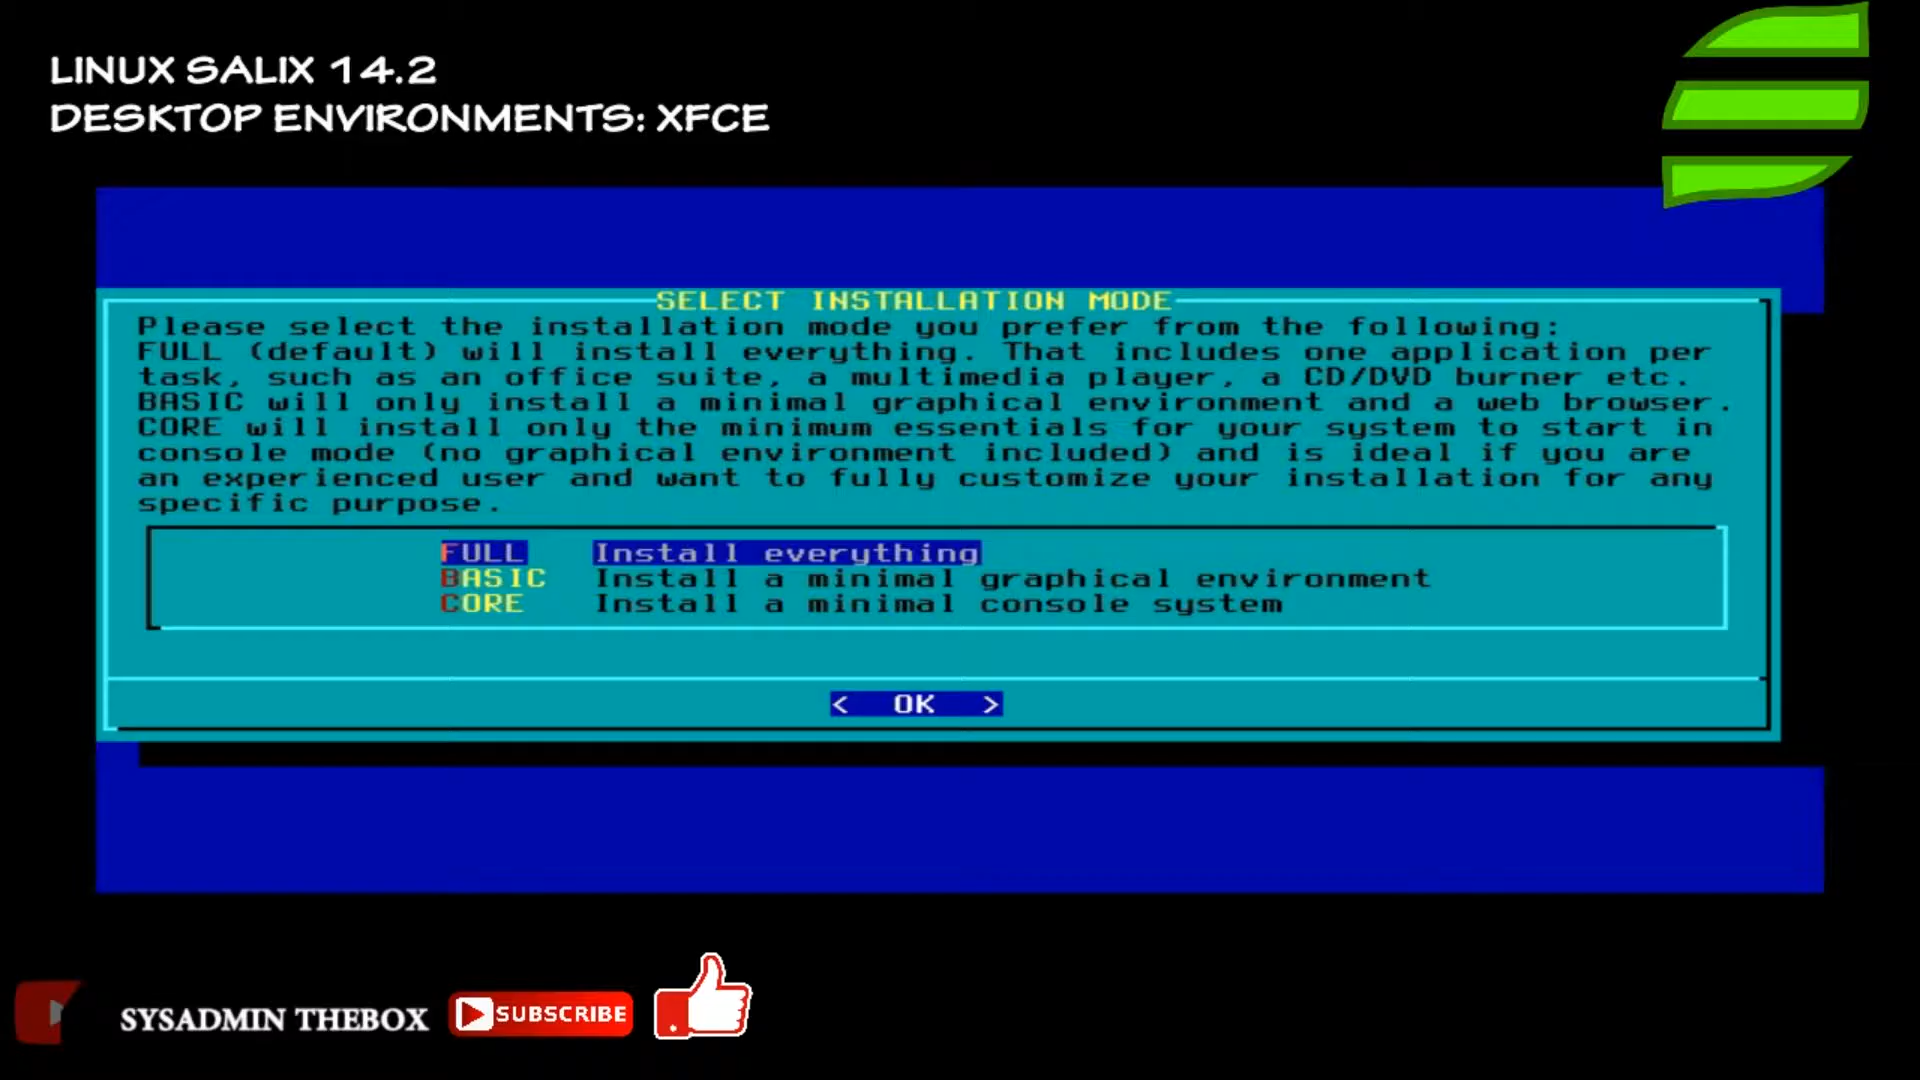 LINUX SALIX 14.2
DESKTOP ENVIRONMENTS: XFCE
SELECT INSTALLATION MODE
Please select the installation mode you prefer from the following:
FULL (default) will install everything. That includes one application per
task, such as an office suite, a multimedia player, a CD/DVD burner etc.
BASIC will only install a minimal graphical environment and a web browser.
CORE will install only the minimum essentials for your system to start in
console mode (no graphical environment included) and is ideal if you are
an experienced user and want to fully customize your installation for any
specific purpose.
FULL Install everything
BASIC Install a minimal graphical environment
CORE Install a minimal console system
< OK >
SYSADMIN THEBOX
SUBSCRIBE